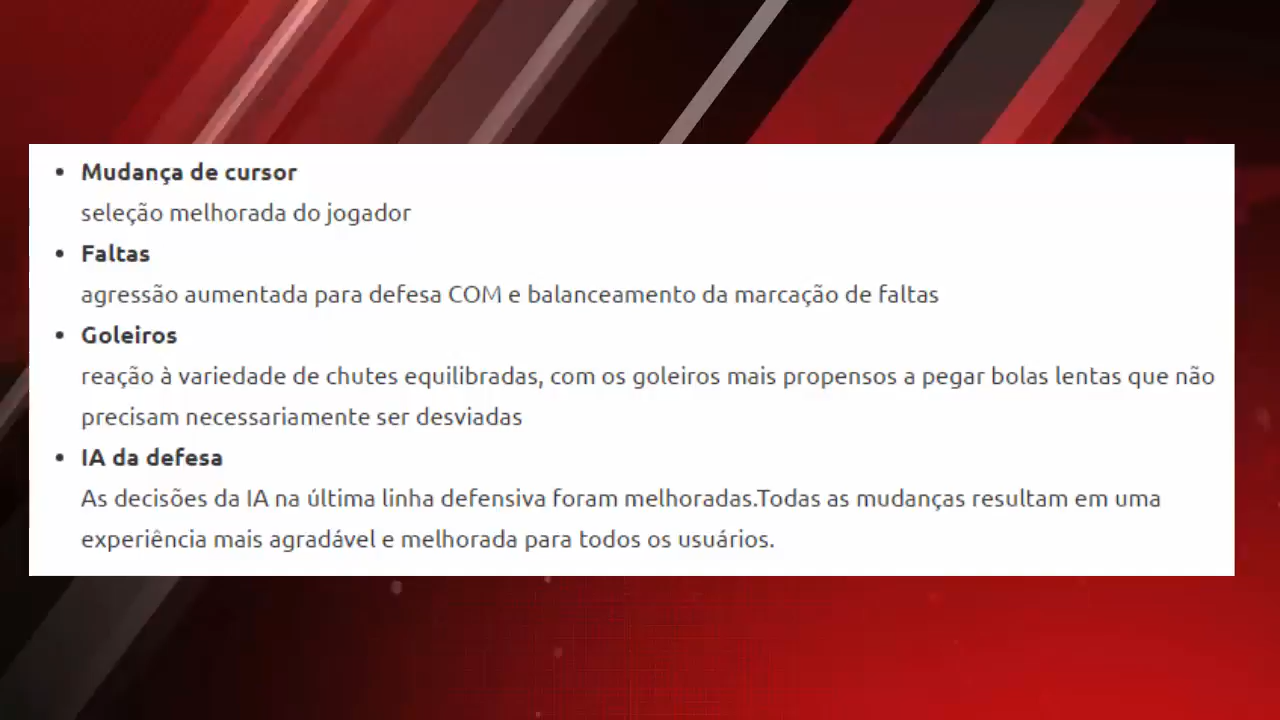 • Mudança de cursor
seleção melhorada do jogador
• Faltas
agressão aumentada para defesa COM e balanceamento da marcação de faltas
• Goleiros
reação à variedade de chutes equilibradas, com os goleiros mais propensos a pegar bolas lentas que não
precisam necessariamente ser desviadas
• IA da defesa
As decisões da IA na última linha defensiva foram melhoradas.Todas as mudanças resultam em uma
experiência mais agradável e melhorada para todos os usuários.